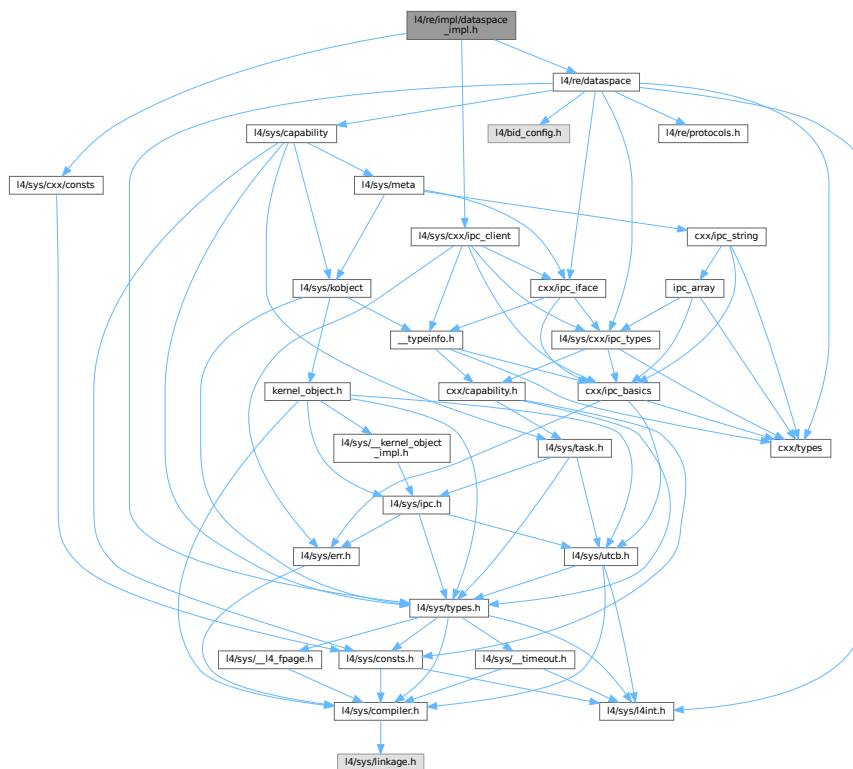 l4/re/impl/dataspace
_impl.h
l4/re/dataspace
l4/sys/capability
l4/bid_config.h
l4/re/protocols.h
l4/sys/cxx/consts
l4/sys/meta
l4/sys/cxx/ipc_client
cxx/ipc_string
l4/sys/kobject
cxx/ipc_iface
ipc_array
__typeinfo.h
l4/sys/cxx/ipc_types
kernel_object.h
cxx/capability.h
cxx/ipc_basics
l4/sys/__kernel_object
_impl.h
l4/sys/task.h
cxx/types
l4/sys/ipc.h
l4/sys/err.h
l4/sys/utcb.h
l4/sys/types.h
l4/sys/__l4_fpage.h
l4/sys/consts.h
l4/sys/__timeout.h
l4/sys/compiler.h
l4/sys/l4int.h
l4/sys/linkage.h